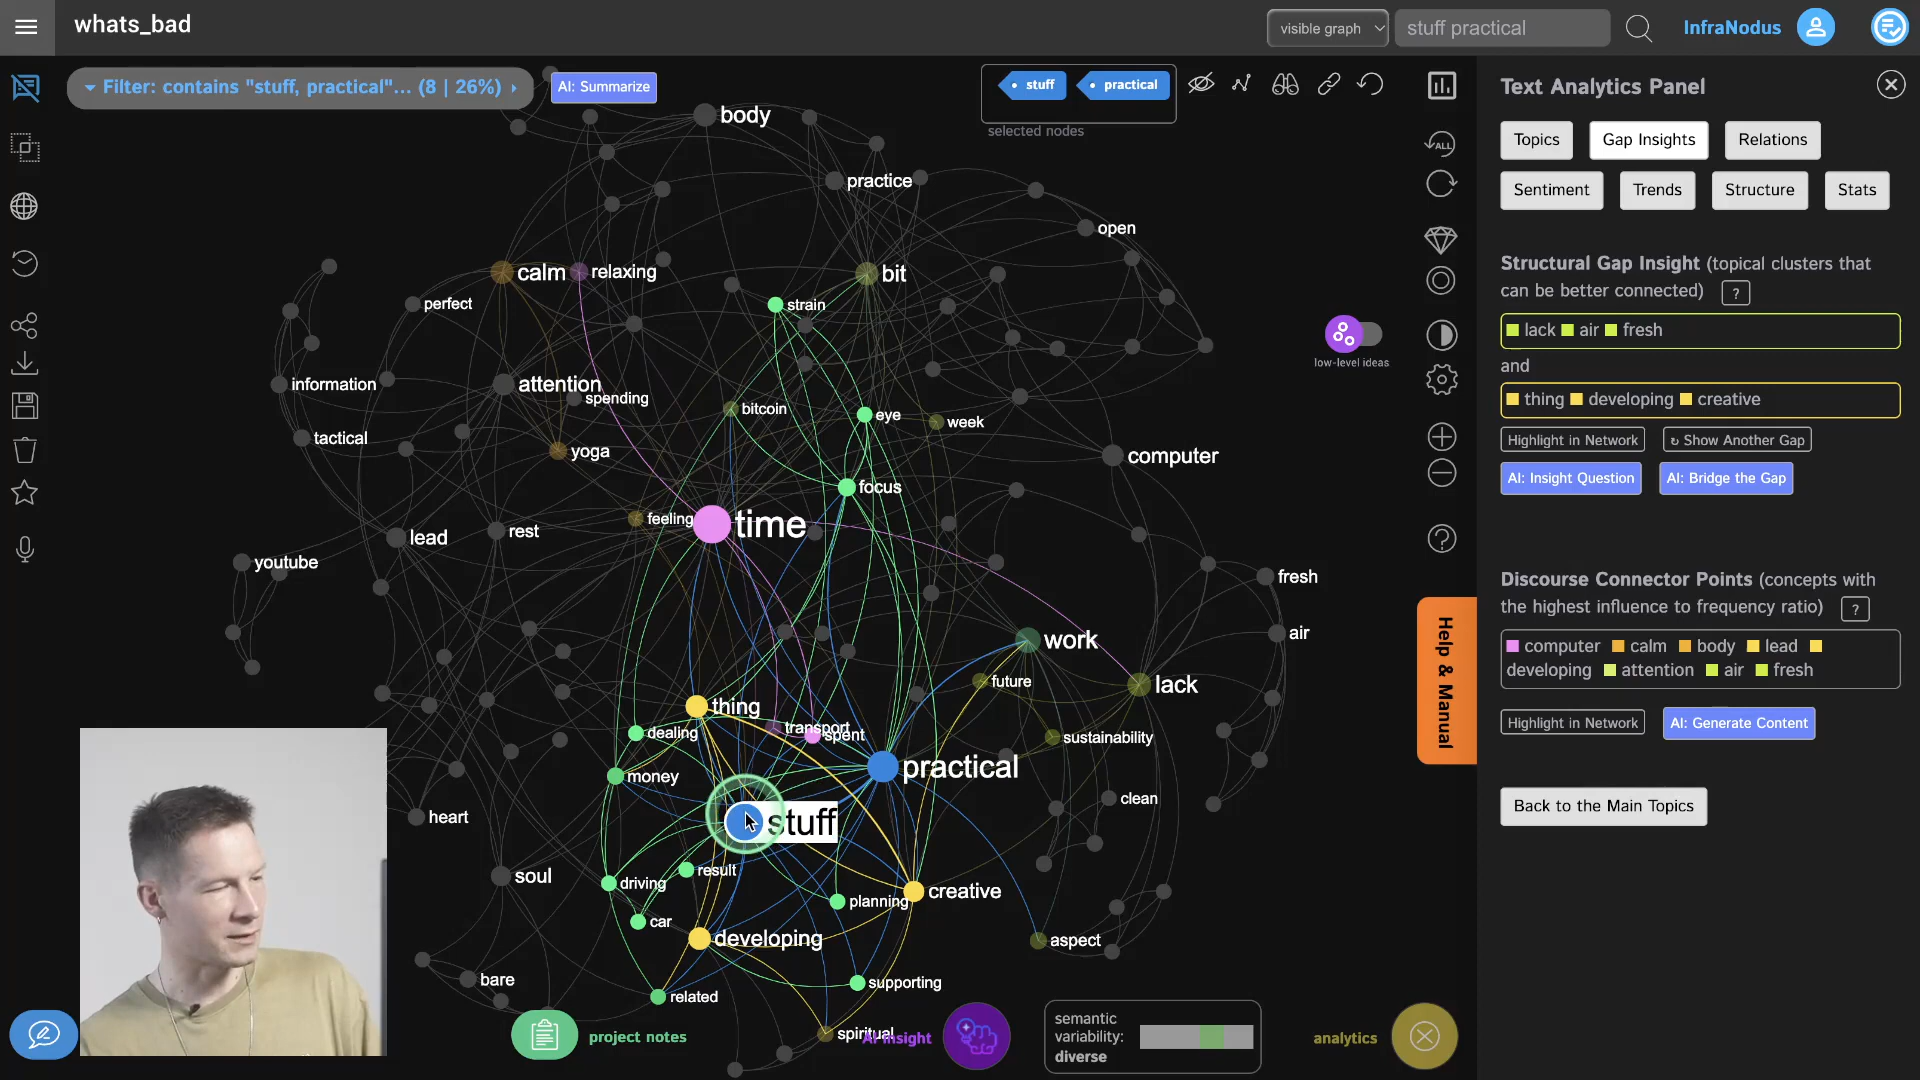 whats_bad
visible graph
stuff practical
InfraNodus
Filter: contains "stuff, practical"... (8 | 26%)
AI: Summarize
stuff
practical
selected nodes
body
practice
open
calm
relaxing
bit
perfect
strain
information
attention
spending
bitcoin
eye
week
tactical
yoga
computer
focus
feeling
time
lead
rest
youtube
fresh
air
work
future
lack
thing
dealing
transport
spent
sustainability
money
practical
clean
heart
stuff
soul
result
driving
creative
planning
car
developing
aspect
bare
supporting
related
spiritual
low-level ideas
ALL
Help & Manual
project notes
AI insight
semantic
variability:
diverse
analytics
Text Analytics Panel
Topics
Gap Insights
Relations
Sentiment
Trends
Structure
Stats
Structural Gap Insight (topical clusters that
can be better connected) ?
lack air fresh
and
thing developing creative
Highlight in Network
↻ Show Another Gap
AI: Insight Question
AI: Bridge the Gap
Discourse Connector Points (concepts with
the highest influence to frequency ratio) ?
computer calm body lead
developing attention air fresh
Highlight in Network
AI: Generate Content
Back to the Main Topics